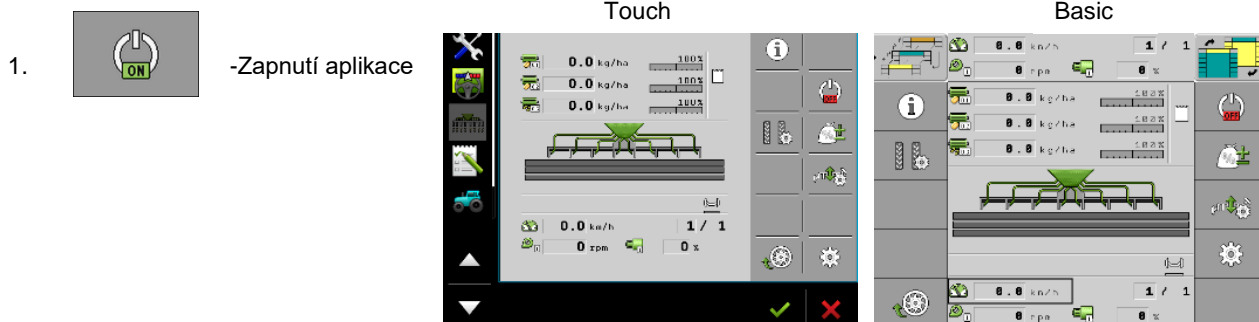 Touch
Basic
1.
ON
-Zapnutí aplikace
0.0 kg/ha 100%
0.0 kg/ha 100%
0.0 kg/ha 100%
OFF
0.0 km/h 1 / 1
0 rpm 0 %
0.0 km/h 1 / 1
0 rpm 0 %
0.0 kg/ha 100%
0.0 kg/ha 100%
0.0 kg/ha 100%
OFF
0.0 km/h 1 / 1
0 rpm 0 %